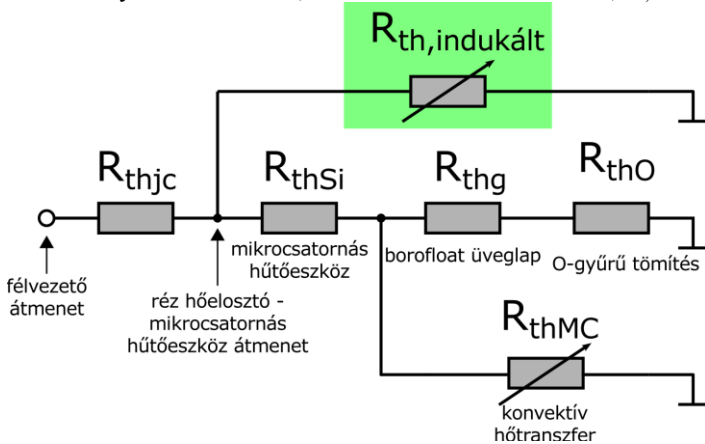 Rth,indukált
Rthjc
RthSi
Rthg
RthO
mikrocsatornás
hűtőeszköz
borofloat üveglap
O-gyűrű tömítés
félvezető
átmenet
réz hőelosztó -
mikrocsatornás
hűtőeszköz átmenet
RthMC
konvektív
hőtranszfer